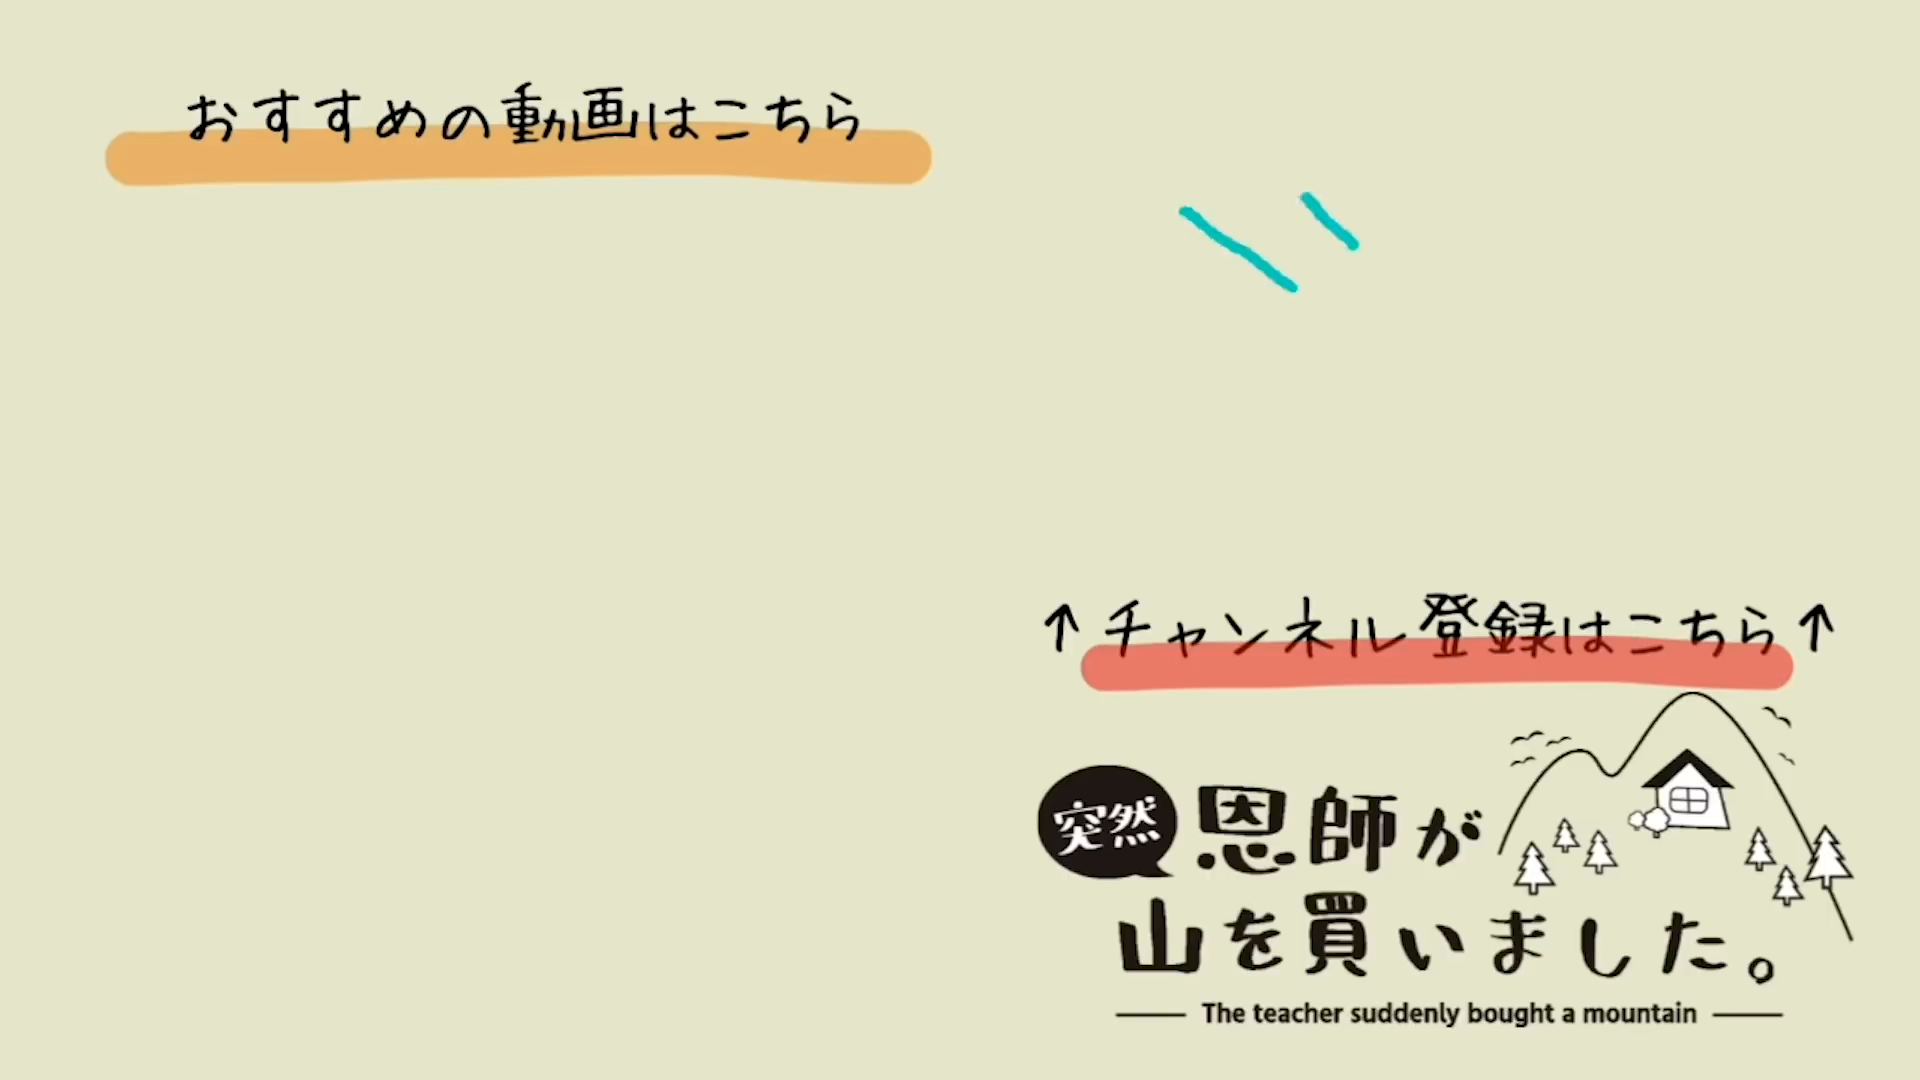 おすすめの動画はこちら
↑チャンネル登録はこちら↑
突然 恩師が
山を買いました。
The teacher suddenly bought a mountain